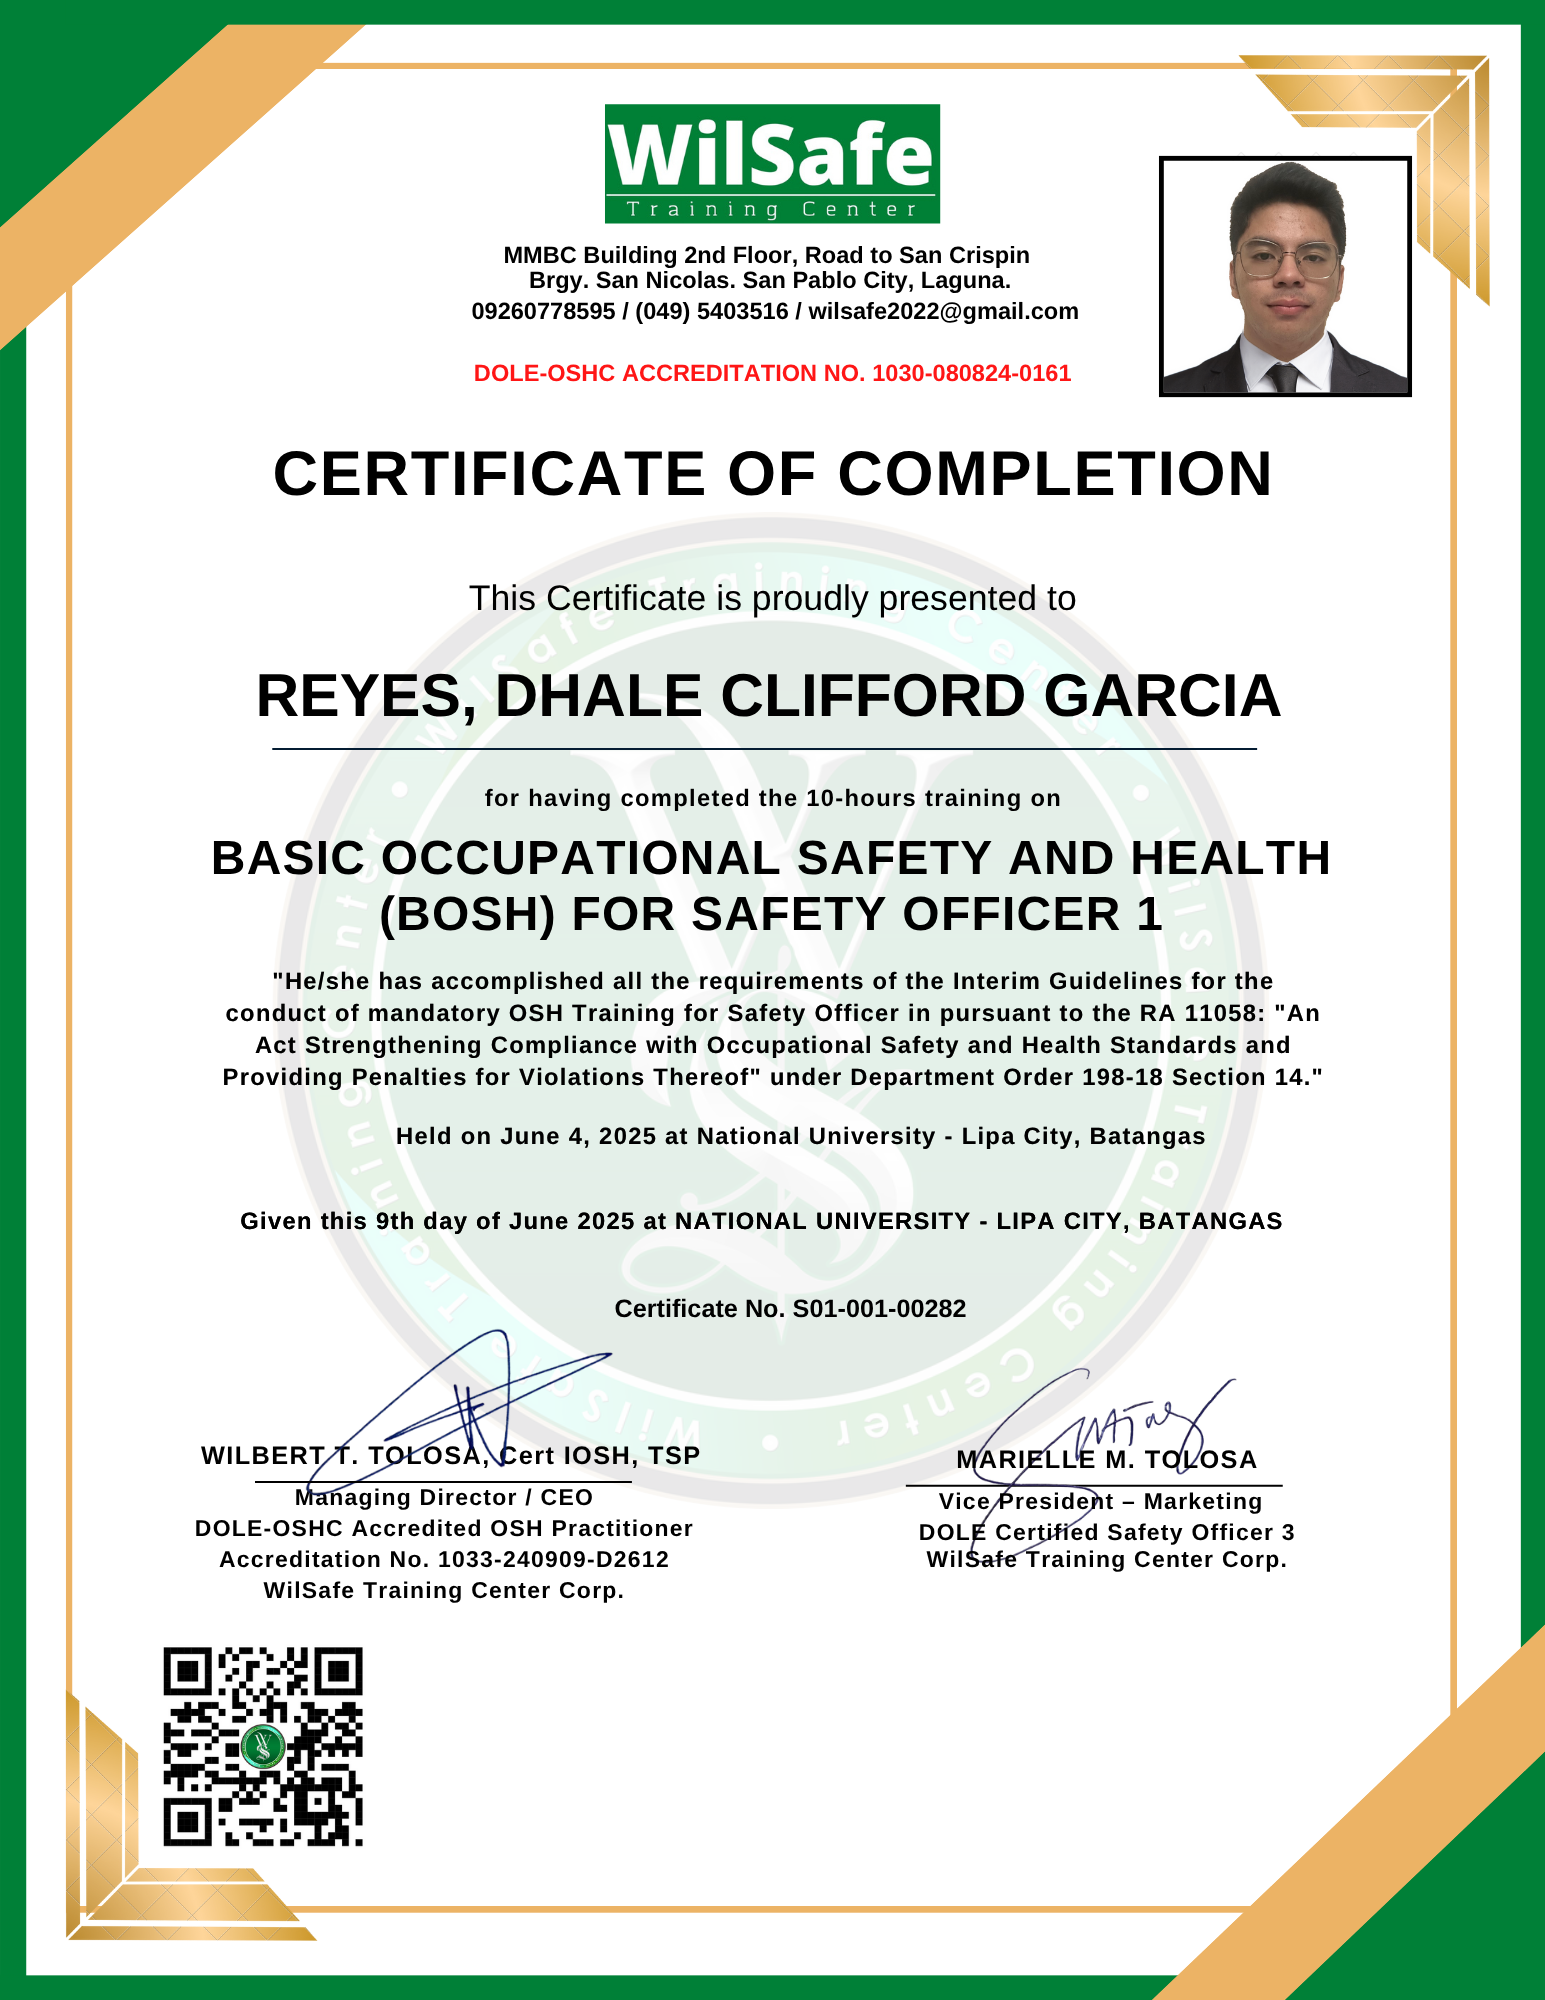 WilSafe
Training Center
MMBC Building 2nd Floor, Road to San Crispin
Brgy. San Nicolas. San Pablo City, Laguna.
09260778595 / (049) 5403516 / wilsafe2022@gmail.com
DOLE-OSHC ACCREDITATION NO. 1030-080824-0161
CERTIFICATE OF COMPLETION
This Certificate is proudly presented to
REYES, DHALE CLIFFORD GARCIA
for having completed the 10-hours training on
BASIC OCCUPATIONAL SAFETY AND HEALTH
(BOSH) FOR SAFETY OFFICER 1
"He/she has accomplished all the requirements of the Interim Guidelines for the
conduct of mandatory OSH Training for Safety Officer in pursuant to the RA 11058: "An
Act Strengthening Compliance with Occupational Safety and Health Standards and
Providing Penalties for Violations Thereof" under Department Order 198-18 Section 14."
Held on June 4, 2025 at National University - Lipa City, Batangas
Given this 9th day of June 2025 at NATIONAL UNIVERSITY - LIPA CITY, BATANGAS
Certificate No. S01-001-00282
WILBERT T. TOLOSA, Cert IOSH, TSP
Managing Director / CEO
DOLE-OSHC Accredited OSH Practitioner
Accreditation No. 1033-240909-D2612
WilSafe Training Center Corp.
MARIELLE M. TOLOSA
Vice President – Marketing
DOLE Certified Safety Officer 3
WilSafe Training Center Corp.
WilSafe Training Center • WilSafe Training Center • WilSafe Training Center •